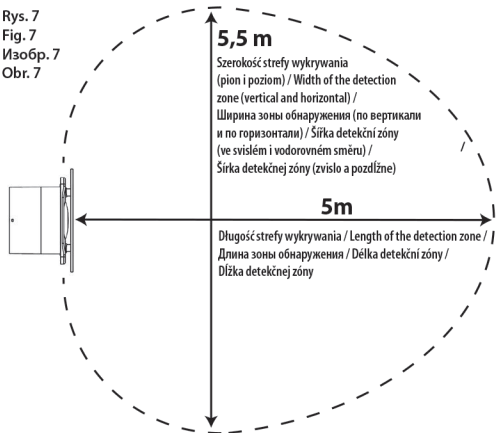 Rys. 7
Fig. 7
Изобр. 7
Obr. 7
5,5 m
Szerokość strefy wykrywania
(pion i poziom) / Width of the detection
zone (vertical and horizontal) /
Ширина зоны обнаружения (по вертикали
и по горизонтали) / Šířka detekční zóny
(ve svislém i vodorovném směru) /
Šírka detekčnej zóny (zvislo a pozdĺžne)
/
5m
Długość strefy wykrywania / Length of the detection zone /
Длина зоны обнаружения / Délka detekční zóny /
Dĺžka detekčnej zóny